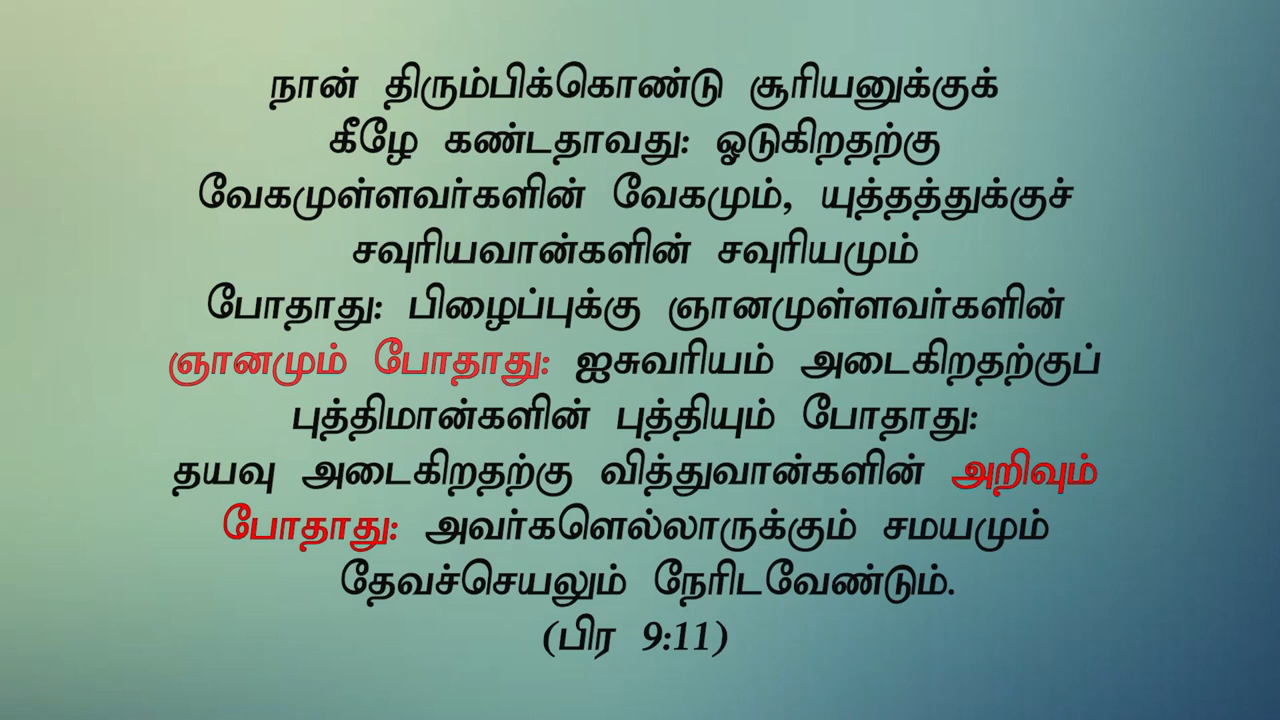 நான் திரும்பிக்கொண்டு சூரியனுக்குக்
கீழே கண்டதாவது: ஓடுகிறதற்கு
வேகமுள்ளவர்களின் வேகமும், யுத்தத்துக்குச்
சவுரியவான்களின் சவுரியமும்
போதாது: பிழைப்புக்கு ஞானமுள்ளவர்களின்
ஞானமும் போதாது: ஐசுவரியம் அடைகிறதற்குப்
புத்திமான்களின் புத்தியும் போதாது:
தயவு அடைகிறதற்கு வித்துவான்களின் அறிவும்
போதாது: அவர்களெல்லாருக்கும் சமயமும்
தேவச்செயலும் நேரிடவேண்டும்.
(பிர 9:11)